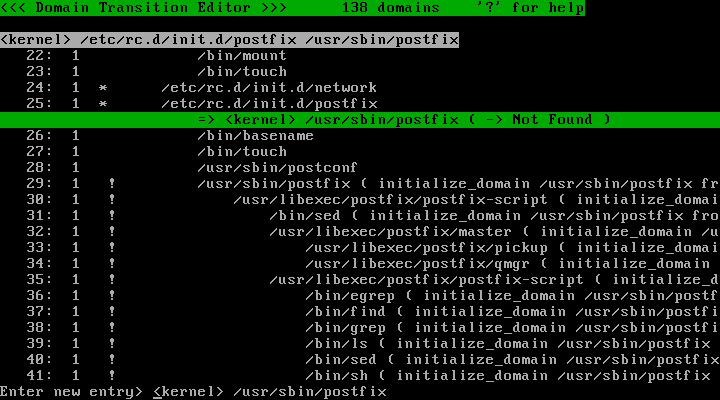 <<< Domain Transition Editor >>>      138 domains    '?' for help
<kernel> /etc/rc.d/init.d/postfix /usr/sbin/postfix
22:  1             /bin/mount
23:  1             /bin/touch
24:  1  *      /etc/rc.d/init.d/network
25:  1  *      /etc/rc.d/init.d/postfix
=> <kernel> /usr/sbin/postfix ( -> Not Found )
26:  1             /bin/basename
27:  1             /bin/touch
28:  1             /usr/sbin/postconf
29:  1   !         /usr/sbin/postfix ( initialize_domain /usr/sbin/postfix fr
30:  1   !             /usr/libexec/postfix/postfix-script ( initialize_domain
31:  1   !                 /bin/sed ( initialize_domain /usr/sbin/postfix fro
32:  1   !                 /usr/libexec/postfix/master ( initialize_domain /u
33:  1   !                     /usr/libexec/postfix/pickup ( initialize_domai
34:  1   !                     /usr/libexec/postfix/qmgr ( initialize_domain
35:  1   !                 /usr/libexec/postfix/postfix-script ( initialize_d
36:  1   !                     /bin/egrep ( initialize_domain /usr/sbin/postf
37:  1   !                     /bin/find ( initialize_domain /usr/sbin/postfi
38:  1   !                     /bin/grep ( initialize_domain /usr/sbin/postfi
39:  1   !                     /bin/ls ( initialize_domain /usr/sbin/postfix
40:  1   !                     /bin/sed ( initialize_domain /usr/sbin/postfix
41:  1   !                     /bin/sh ( initialize_domain /usr/sbin/postfix
Enter new entry> <kernel> /usr/sbin/postfix